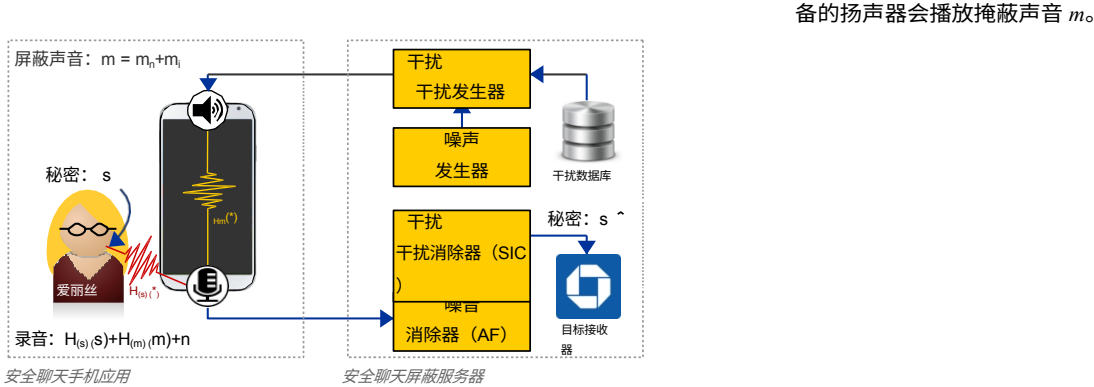 备的扬声器会播放掩蔽声音 m。
屏蔽声音：m = mn+mi
干扰
干扰发生器
噪声
发生器
干扰数据库
秘密： s
Hm(*)
爱丽丝
H(s) (*)
录音：H(s) (s)+H(m) (m)+n
干扰
干扰消除器（SIC
）
噪音
消除器（AF）
秘密：s ˆ
目标接收
器
安全聊天手机应用
安全聊天屏蔽服务器